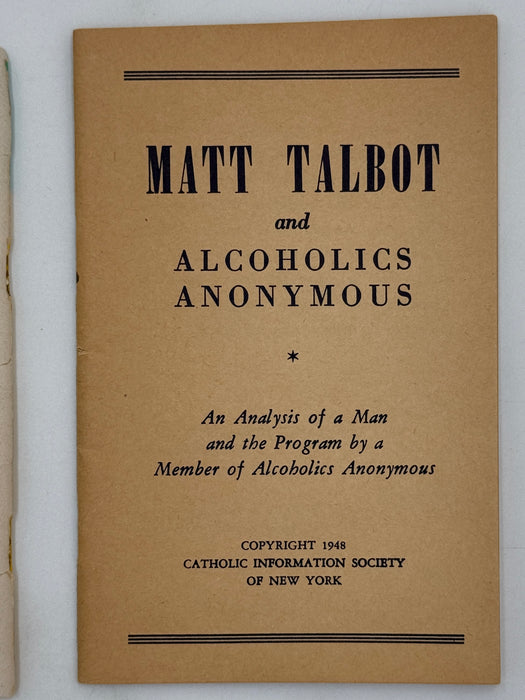 MATT TALBOT
and
ALCOHOLICS
ANONYMOUS
*
An Analysis of a Man
and the Program by a
Member of Alcoholics Anonymous
COPYRIGHT 1948
CATHOLIC INFORMATION SOCIETY
OF NEW YORK